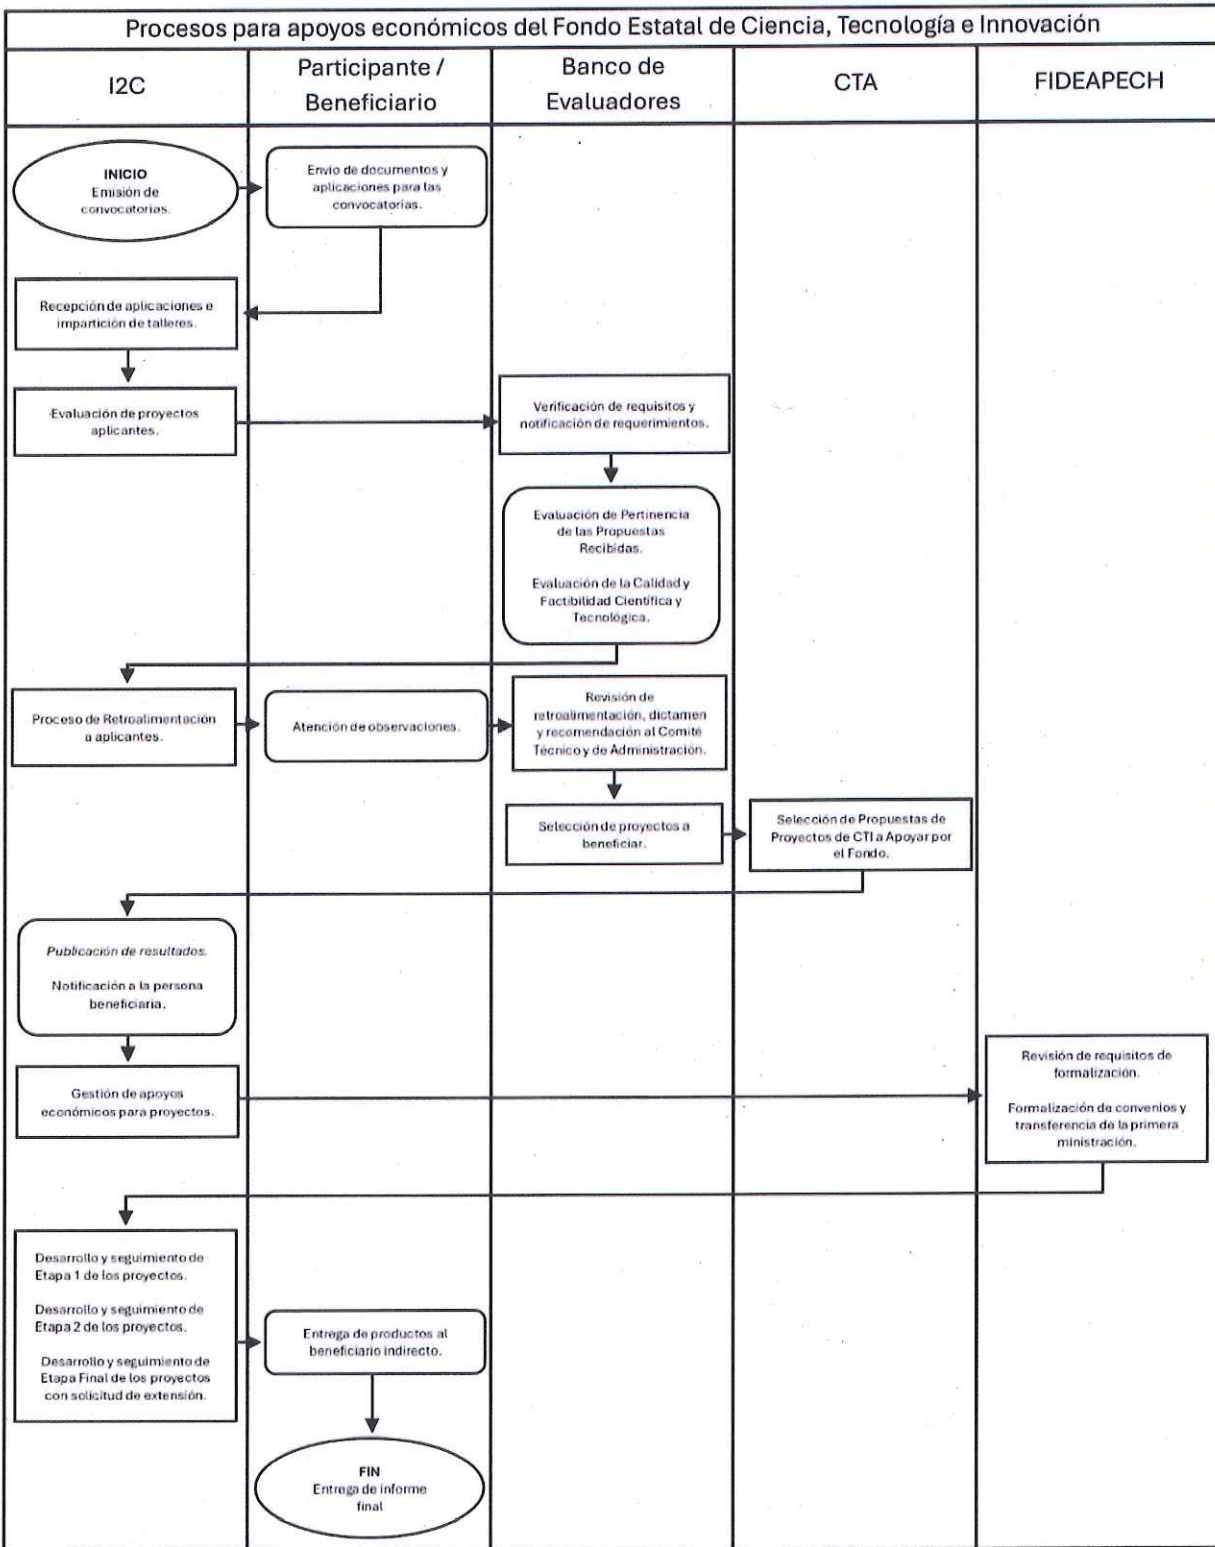 Procesos para apoyos económicos del Fondo Estatal de Ciencia, Tecnología e Innovación
I2C
Participante /
Beneficiario
Banco de
Evaluadores
CTA
FIDEAPECH
INICIO
Emisión de
convocatorias.
Envío de documentos y
aplicaciones para las
convocatorias.
Recepción de aplicaciones e
impartición de talleres.
Evaluación de proyectos
aplicantes.
Verificación de requisitos y
notificación de requerimientos.
Evaluación de Pertinencia
de las Propuestas
Recibidas.
Evaluación de la Calidad y
Factibilidad Científica y
Tecnológica.
Proceso de Retroalimentación
a aplicantes.
Atención de observaciones.
Revisión de
retroalimentación, dictamen
y recomendación al Comité
Técnico y de Administración.
Selección de proyectos a
beneficiar.
Selección de Propuestas de
Proyectos de CTI a Apoyar por
el Fondo.
Publicación de resultados.
Notificación a la persona
beneficiaria.
Gestión de apoyos
económicos para proyectos.
Revisión de requisitos de
formalización.
Formalización de convenios y
transferencia de la primera
ministración.
Desarrollo y seguimiento de
Etapa 1 de los proyectos.
Desarrollo y seguimiento de
Etapa 2 de los proyectos.
Desarrollo y seguimiento de
Etapa Final de los proyectos
con solicitud de extensión.
Entrega de productos al
beneficiario indirecto.
FIN
Entrega de informe
final